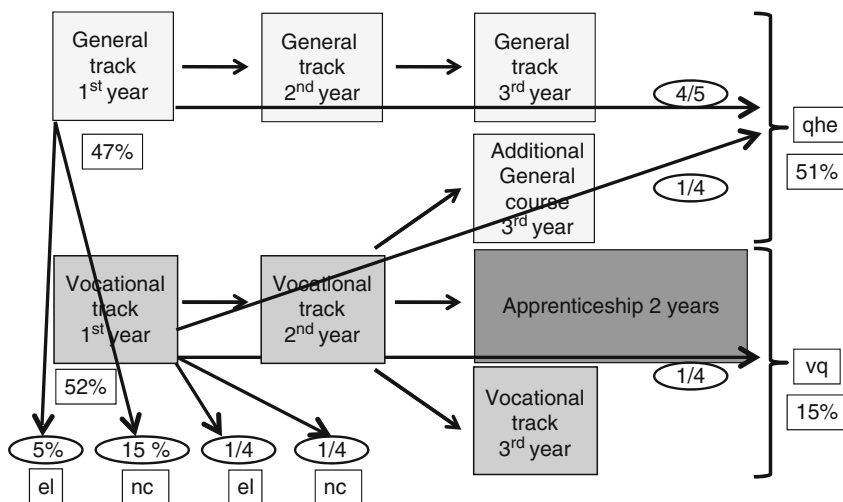 General
track
1st year
General
track
2nd year
General
track
3rd year
4/5
qhe
51%
47%
Additional
General
course
3rd year
1/4
Vocational
track
1st year
Vocational
track
2nd year
Apprenticeship 2 years
52%
1/4
vq
15%
Vocational
track
3rd year
5%
15 %
1/4
1/4
el
nc
el
nc